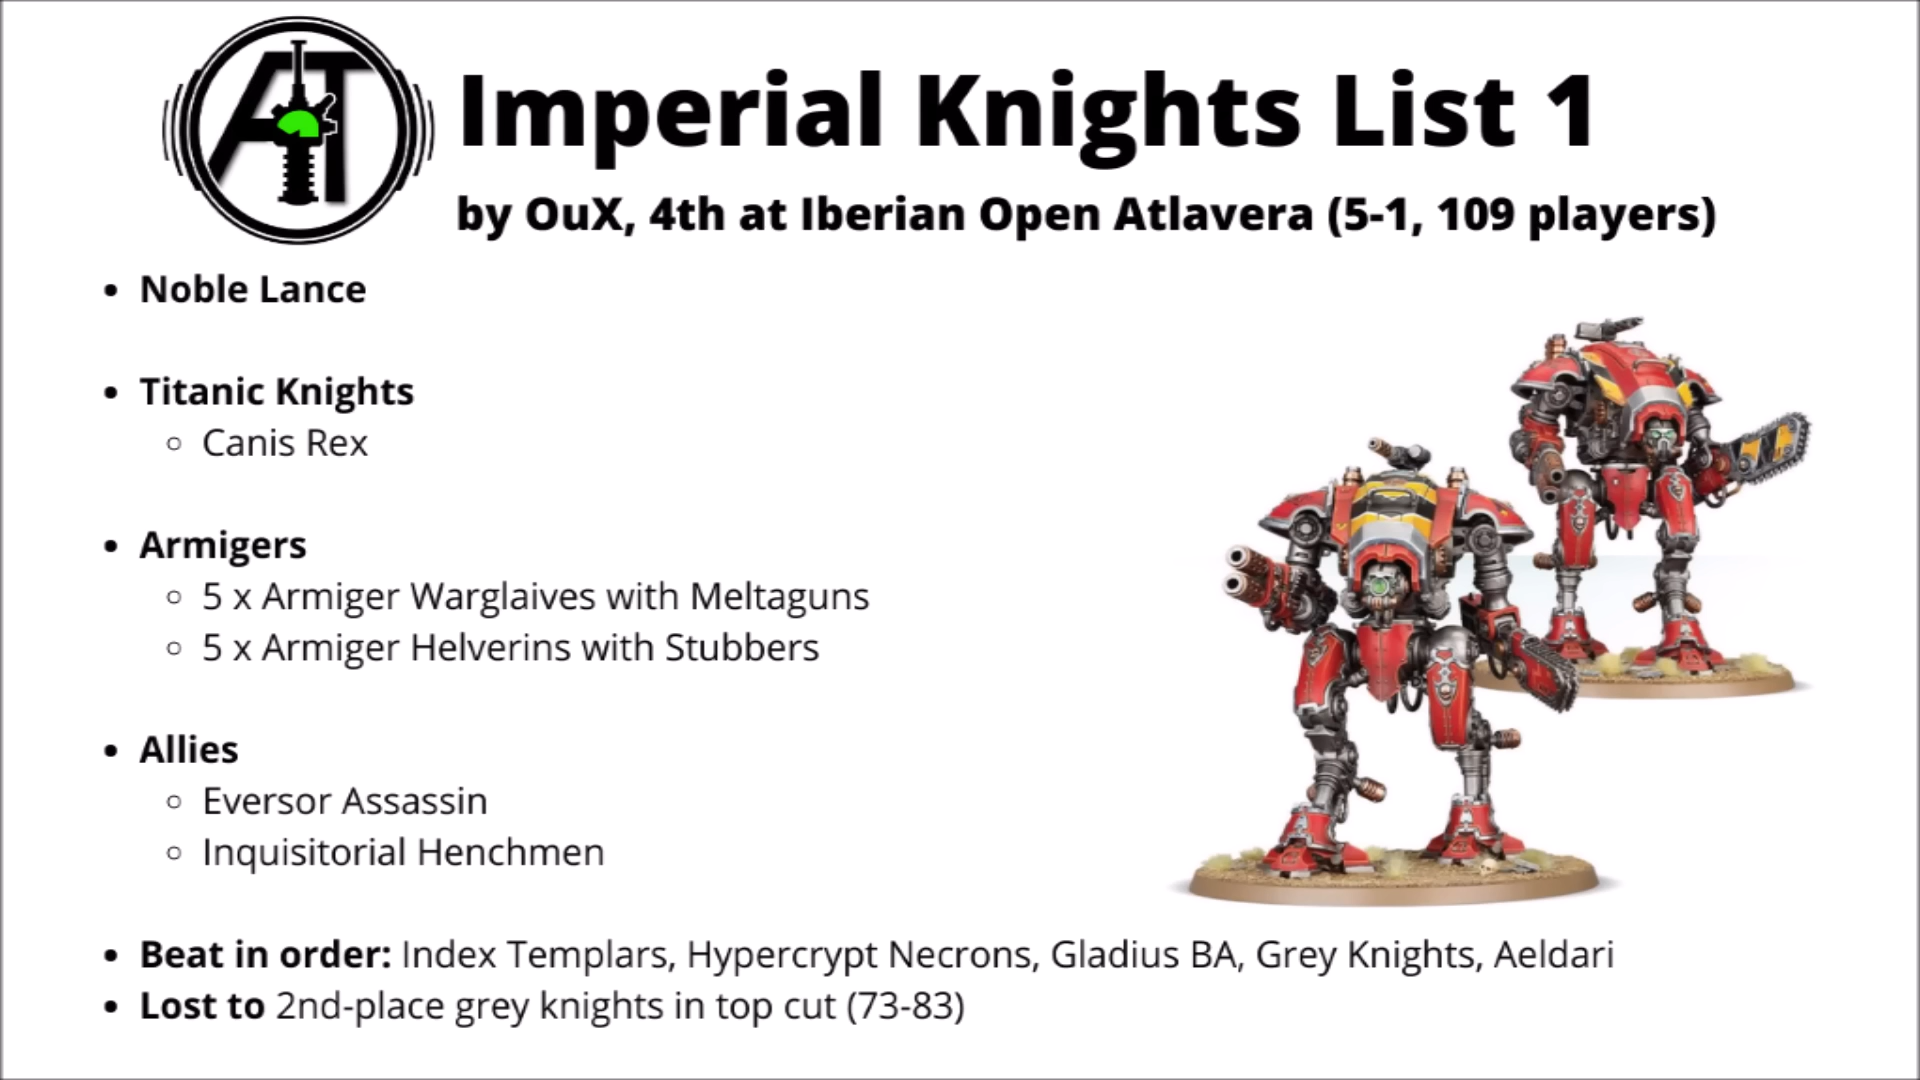 AT
Imperial Knights List 1
by OuX, 4th at Iberian Open Atlavera (5-1, 109 players)
• Noble Lance
• Titanic Knights
◦ Canis Rex
• Armigers
◦ 5 x Armiger Warglaives with Meltaguns
◦ 5 x Armiger Helverins with Stubbers
• Allies
◦ Eversor Assassin
◦ Inquisitorial Henchmen
• Beat in order: Index Templars, Hypercrypt Necrons, Gladius BA, Grey Knights, Aeldari
• Lost to 2nd-place grey knights in top cut (73-83)